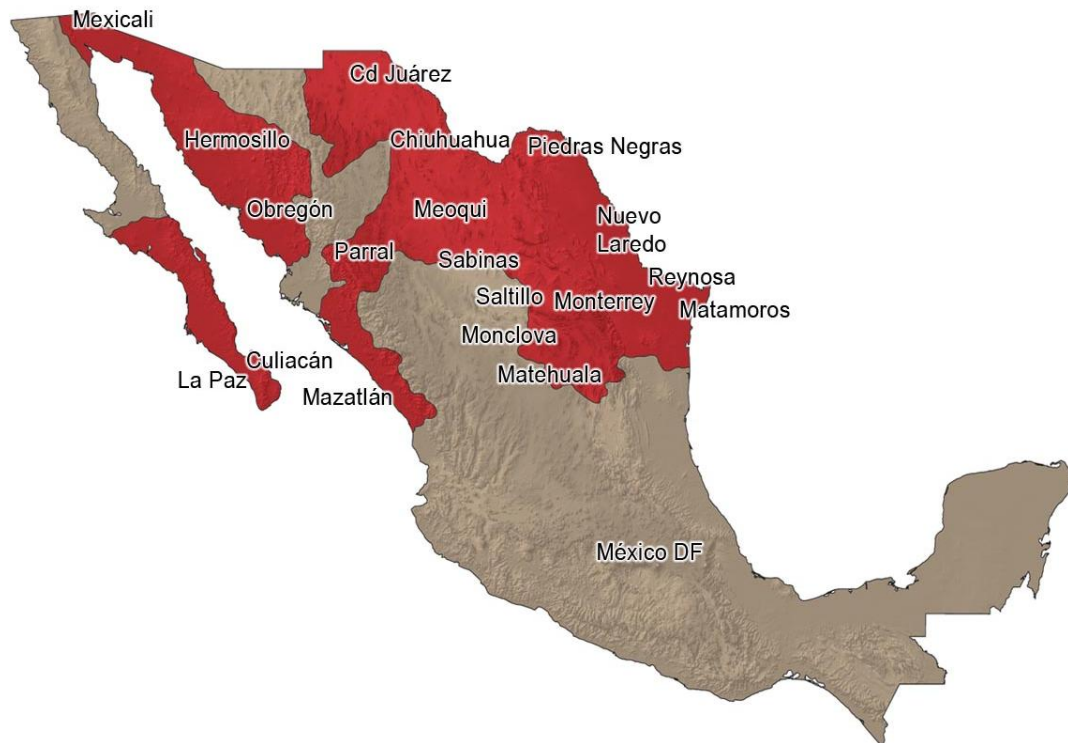 Mexicali
Cd Juárez
Hermosillo
Chiuhuahua
Piedras Negras
Obregón
Meoqui
Nuevo
Laredo
Parral
Sabinas
Reynosa
Saltillo
Monterrey
Matamoros
Monclova
Culiacán
La Paz
Matehuala
Mazatlán
México DF